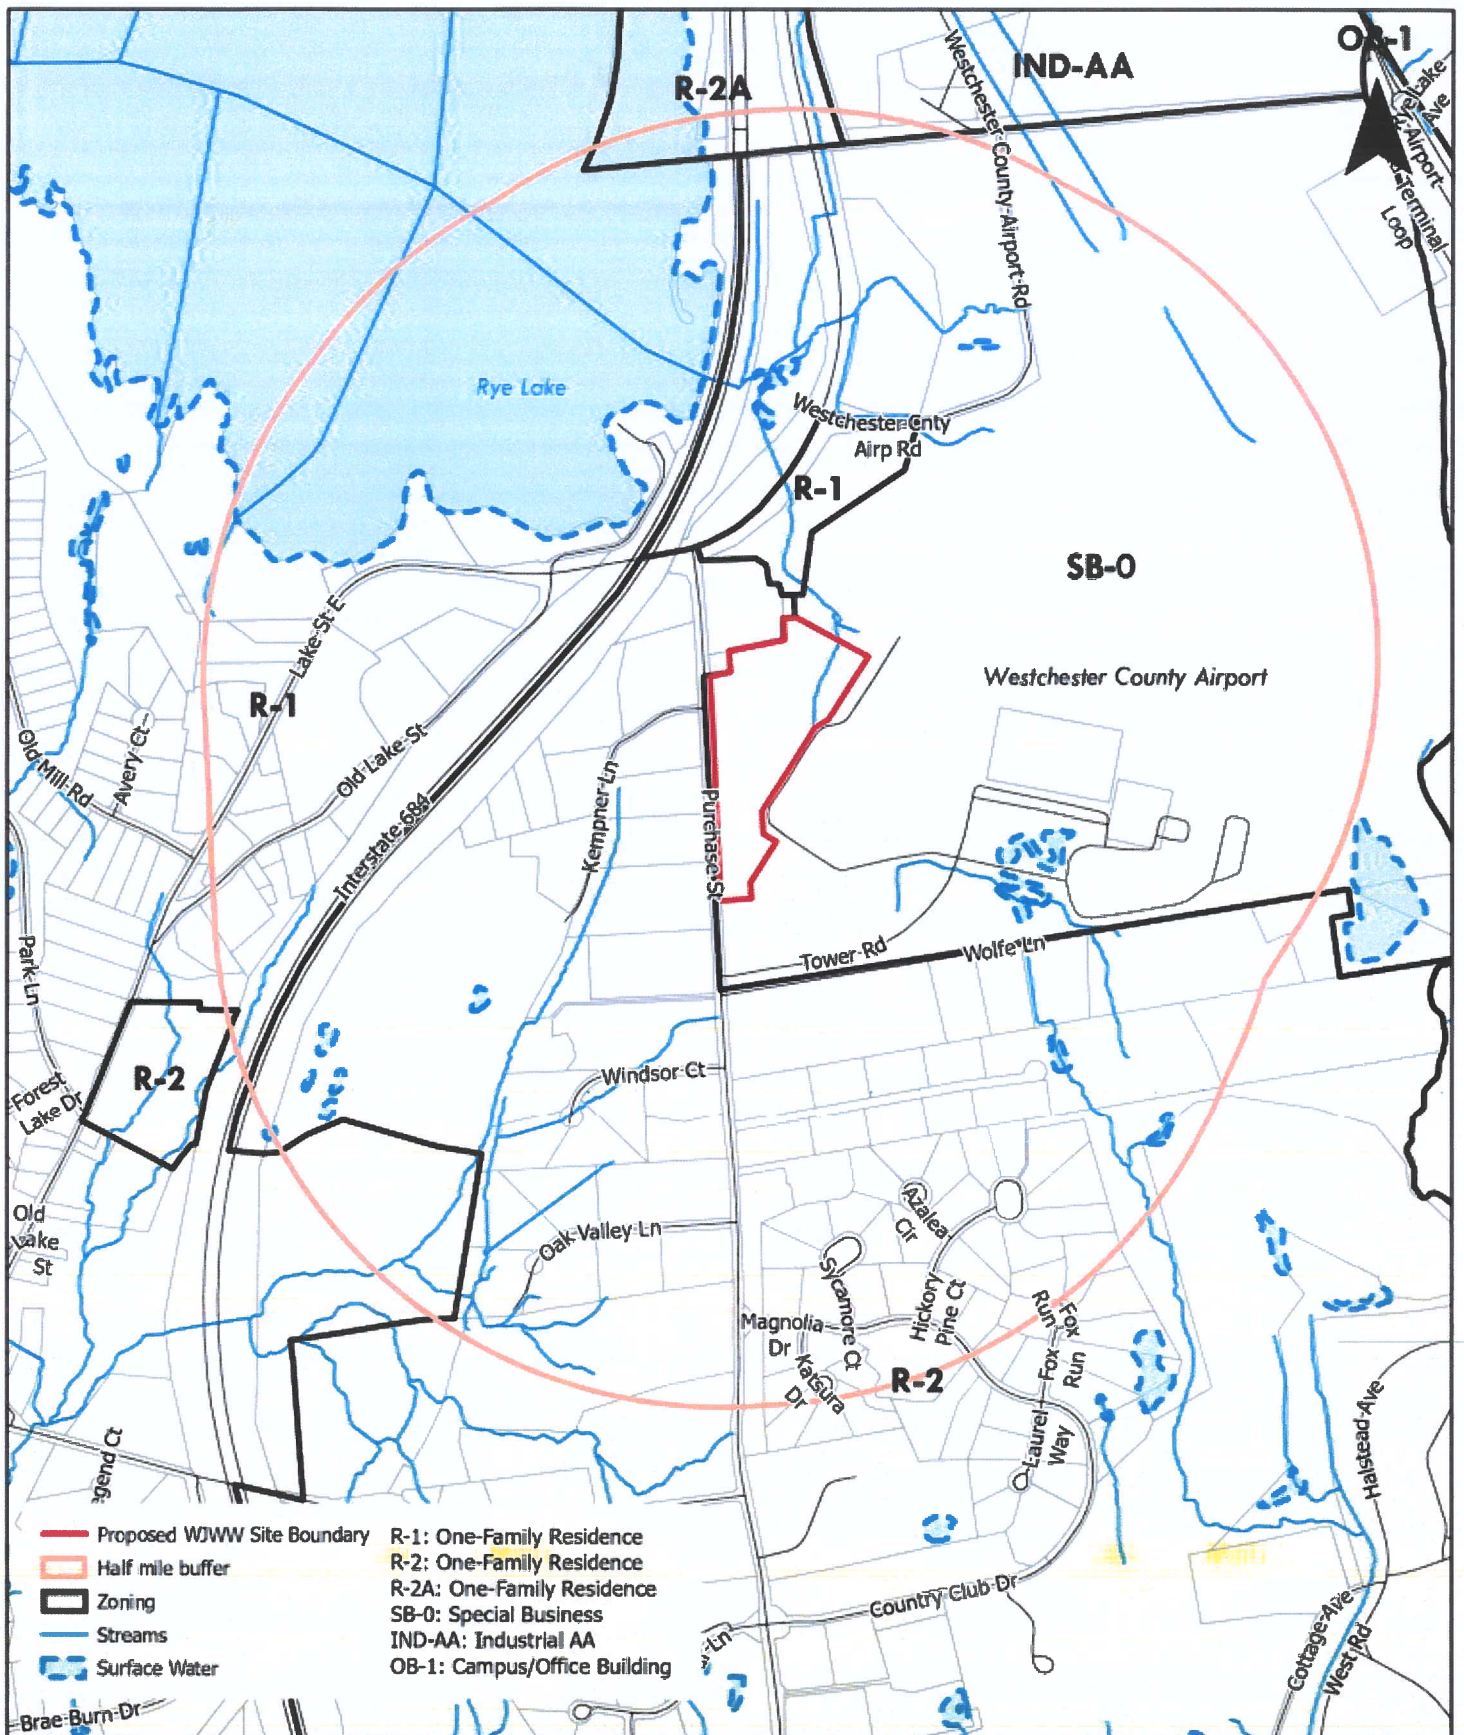 OB-1
IND-AA
R-2A
Westchester County Airport Rd
Lake
Ave
Airport
Terminal
Loop
Rye Lake
Westchester Cnty
Airp Rd
R-1
SB-0
Westchester County Airport
Lake St E
R-1
Old Lake St
Avery Ct
Old Mill Rd
Interstate 684
Kempner Ln
Purchase St
Park Ln
Tower Rd
Wolfe Ln
R-2
Windsor Ct
Forest
Lake Dr
Old
Lake
St
Oak Valley Ln
Azalea
Cir
Sycamore Ct
Hickory
Pine Ct
Magnolia
Dr
Katsura
Dr
R-2
Fox
Run
Fox
Run
Laurel
Way
Halstead Ave
egend Ct
Country Club Dr
Cottage Ave
West Rd
Ln
Brae Burn Dr
Proposed WJWW Site Boundary
Half mile buffer
Zoning
Streams
Surface Water
R-1: One-Family Residence
R-2: One-Family Residence
R-2A: One-Family Residence
SB-0: Special Business
IND-AA: Industrial AA
OB-1: Campus/Office Building